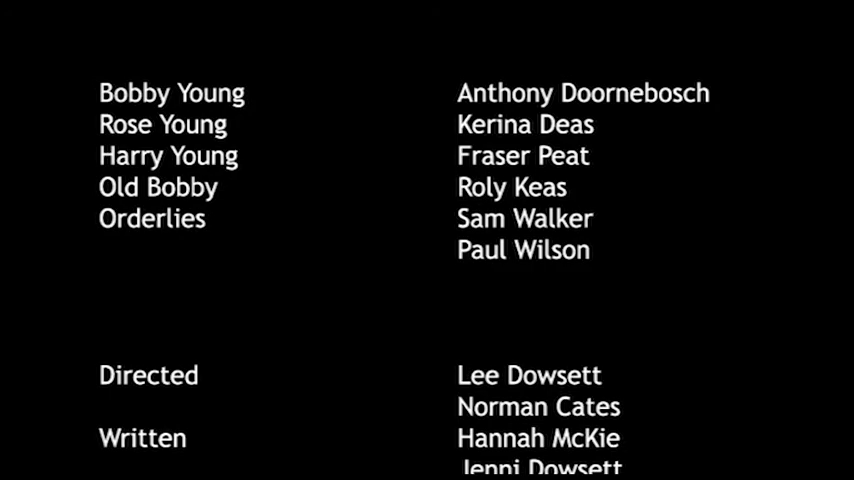 Bobby Young Anthony Doornebosch
Rose Young Kerina Deas
Harry Young Fraser Peat
Old Bobby Roly Keas
Orderlies Sam Walker
Paul Wilson
Directed Lee Dowsett
Norman Cates
Written Hannah McKie
Jenni Dowsett